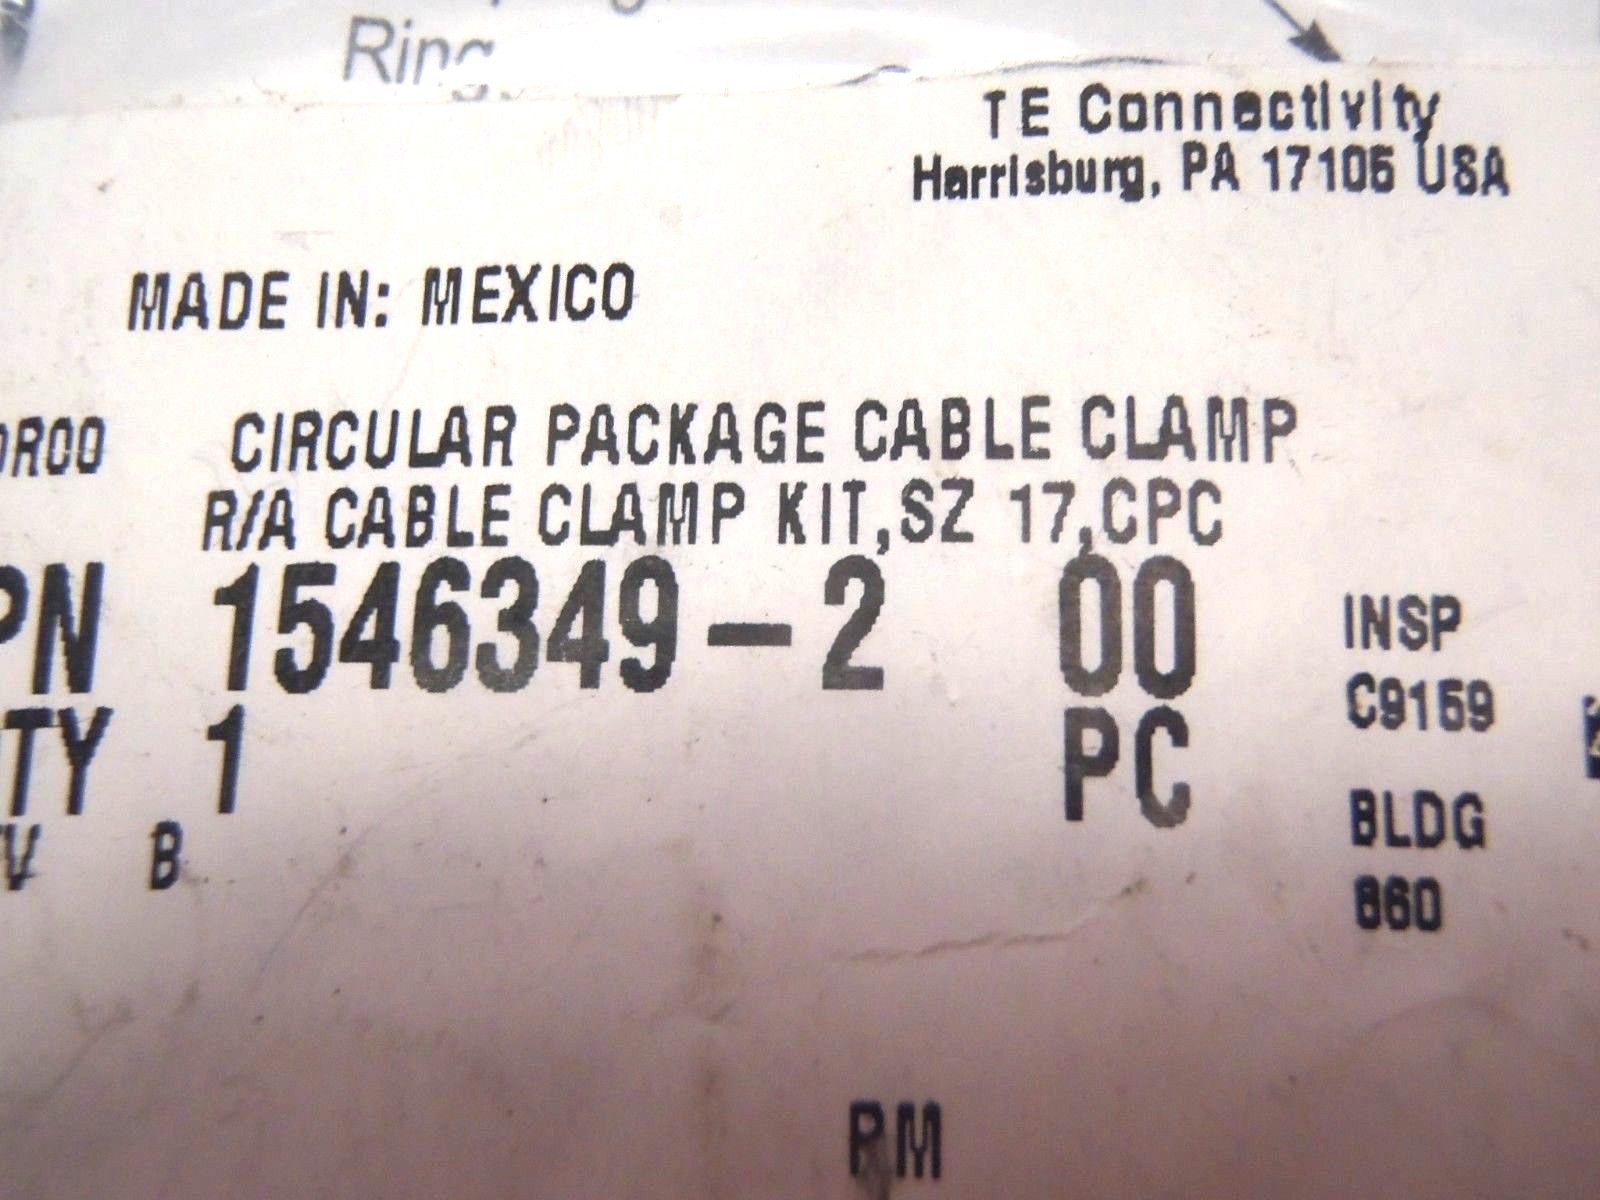 Ring
TE Connectivity
Harrisburg, PA 17105 USA
MADE IN: MEXICO
CIRCULAR PACKAGE CABLE CLAMP
R/A CABLE CLAMP KIT,SZ 17,CPC
PN 1546349-2 00
INSP
C9159
TY 1 PC
BLDG
V B
860
RM